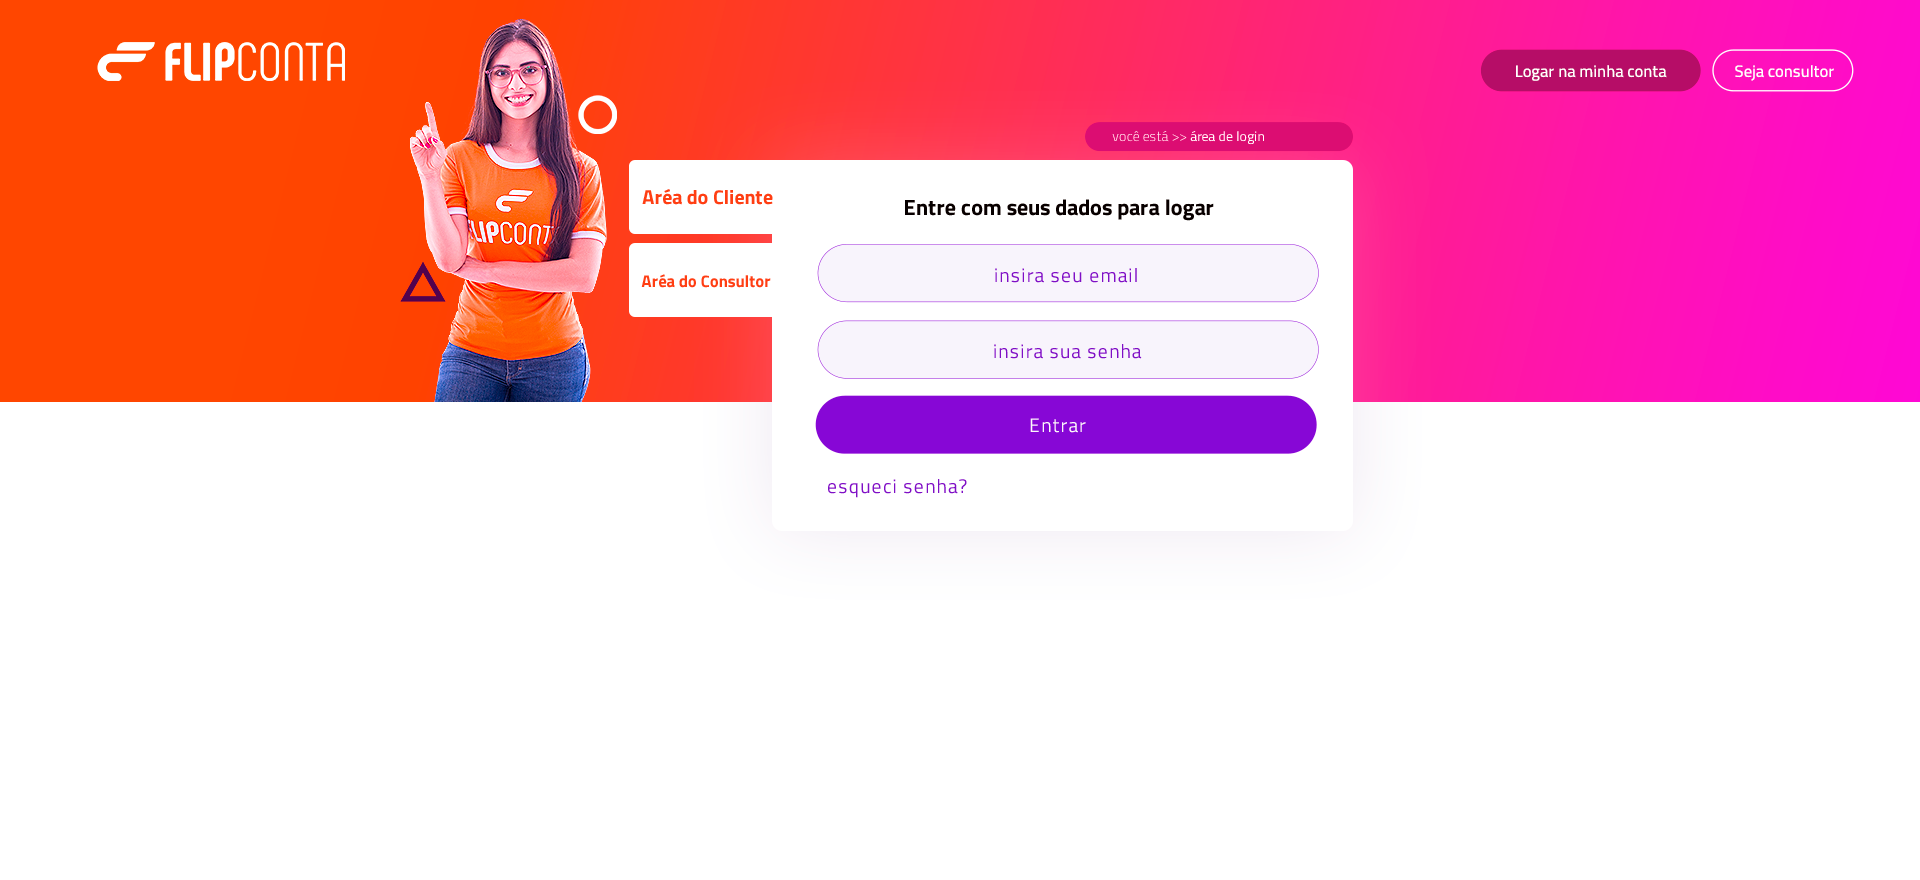 FLIPCONTA
Logar na minha conta
Seja consultor
você está >> área de login
Aréa do Cliente
Entre com seus dados para logar
LIPCONT
Aréa do Consultor
insira seu email
insira sua senha
Entrar
esqueci senha?